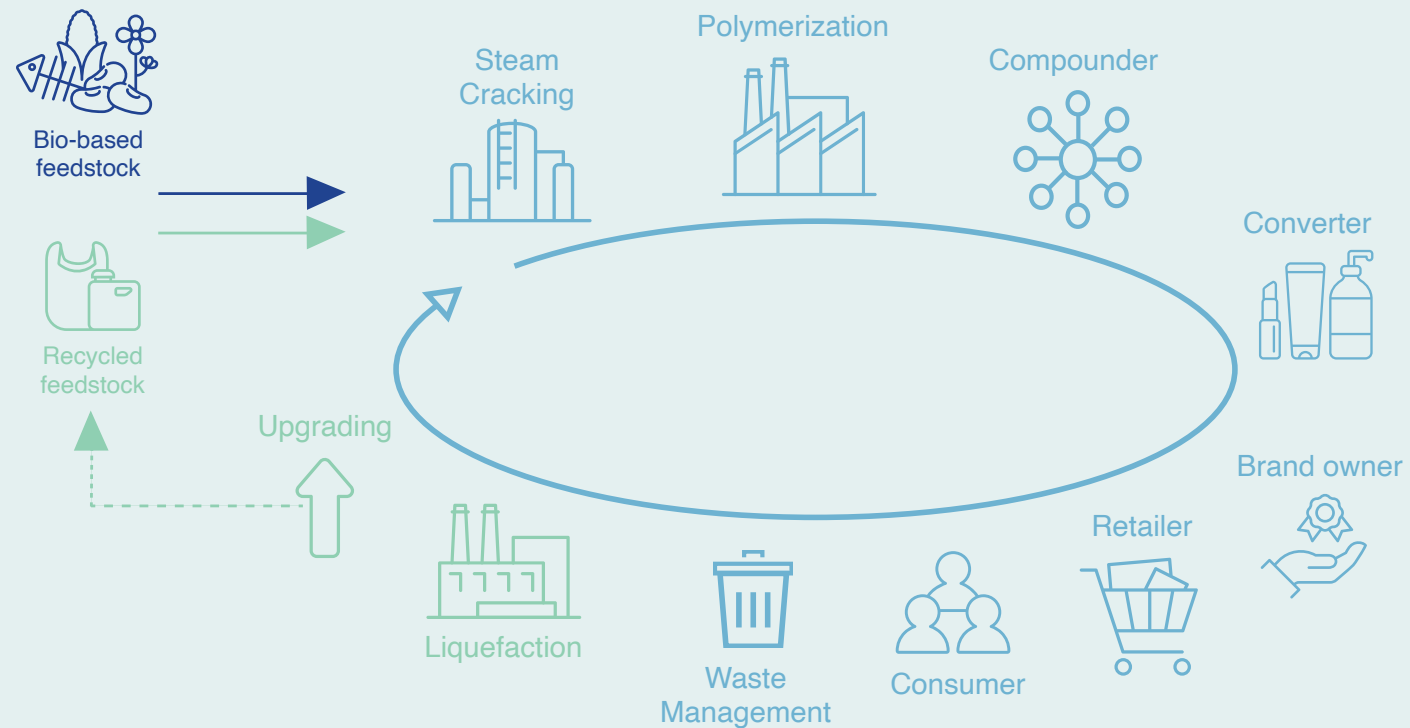 Bio-based
feedstock
Recycled
feedstock
Upgrading
Steam
Cracking
Polymerization
Compounder
Converter
Brand owner
Retailer
Consumer
Waste
Management
Liquefaction